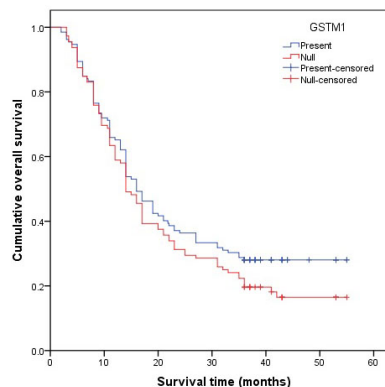 GSTM1
Present
Null
Present-censored
Null-censored
1.0
0.8
0.6
0.4
0.2
0.0
Cumulative overall survival
0 10 20 30 40 50 60
Survival time (months)